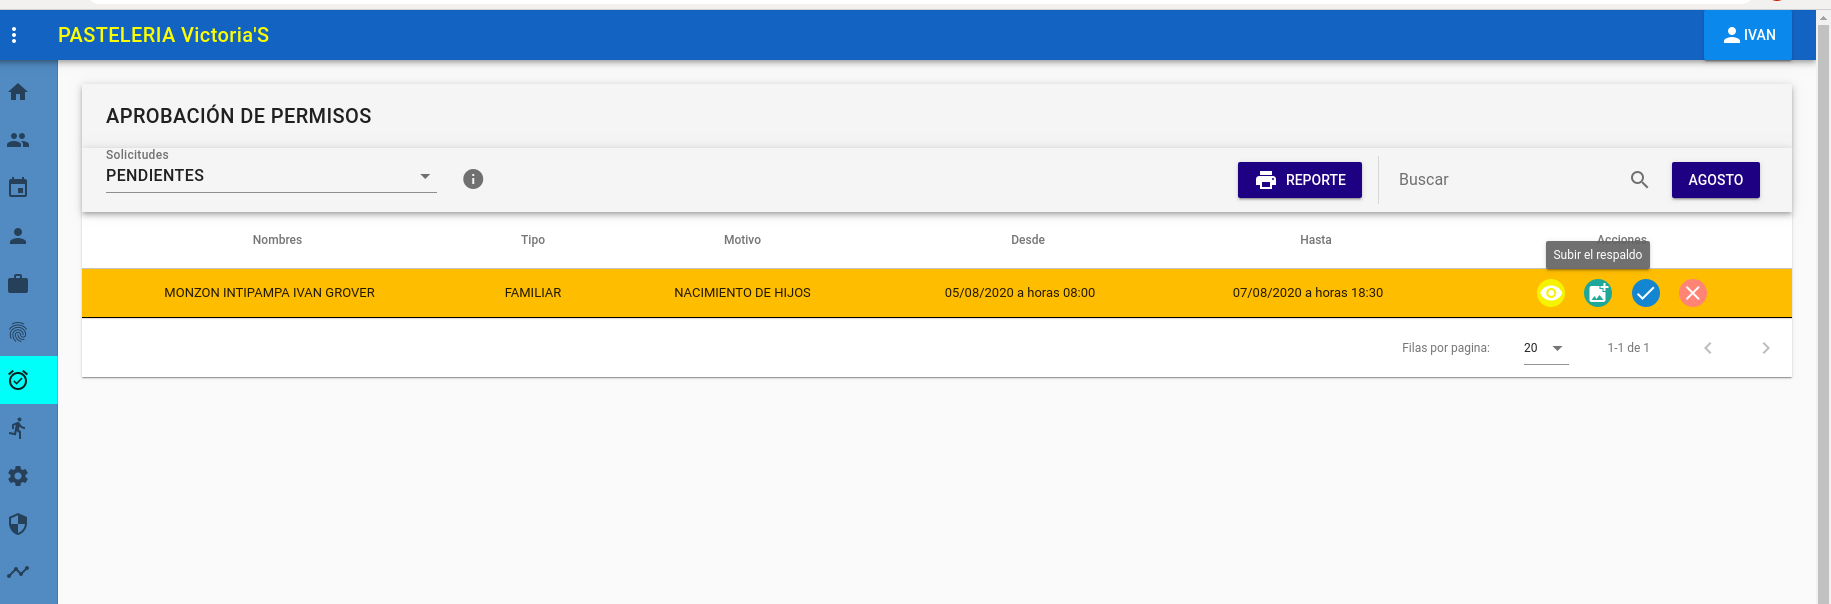 PASTELERIA Victoria'S
IVAN
APROBACIÓN DE PERMISOS
Solicitudes
PENDIENTES
REPORTE
Buscar
AGOSTO
Nombres Tipo Motivo Desde Hasta Acciones
Subir el respaldo
MONZON INTIPAMPA IVAN GROVER FAMILIAR NACIMIENTO DE HIJOS 05/08/2020 a horas 08:00 07/08/2020 a horas 18:30
Filas por pagina: 20 1-1 de 1